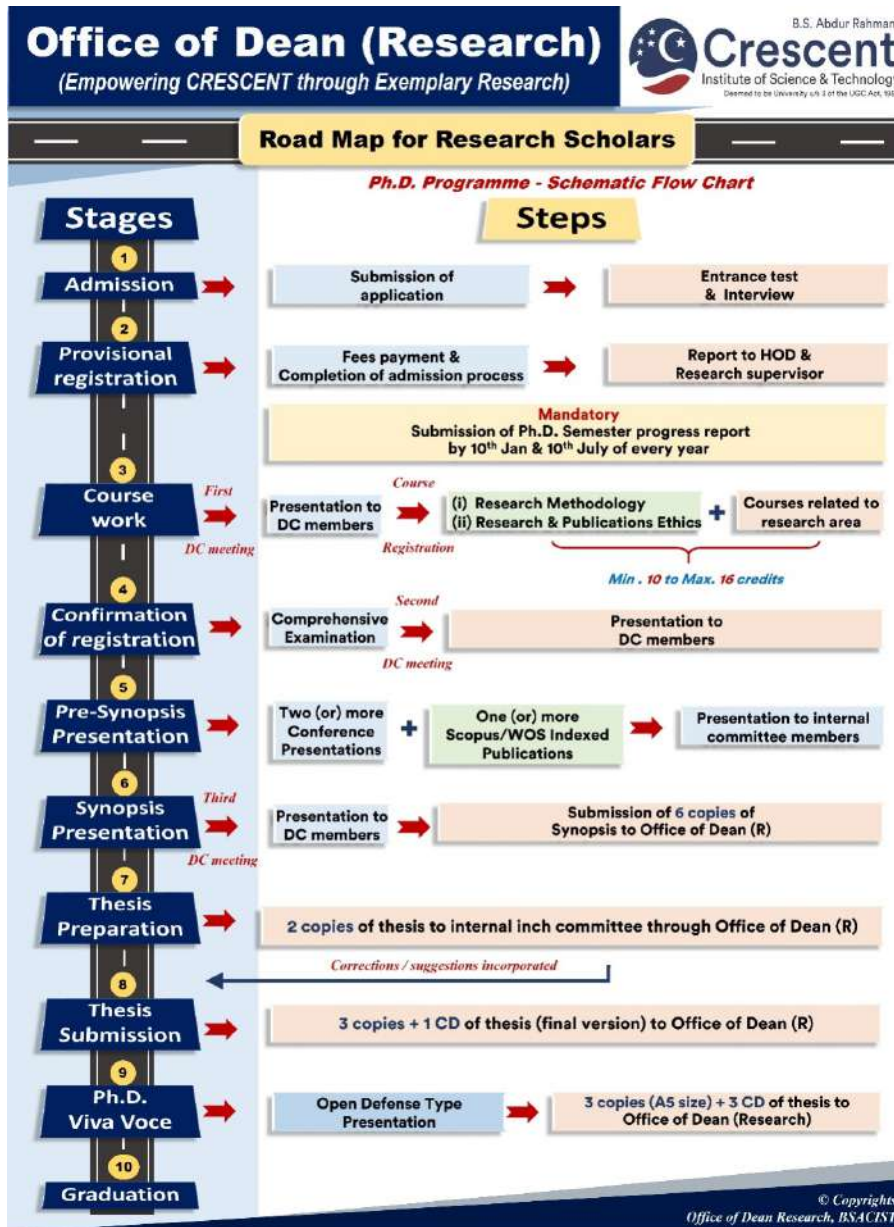 Office of Dean (Research)
(Empowering CRESCENT through Exemplary Research)
B.S. Abdur Rahman
Crescent
Institute of Science & Technology
Deemed to be University u/s 3 of the UGC Act, 195
Road Map for Research Scholars
Ph.D. Programme - Schematic Flow Chart
Stages
Steps
1
Admission
Submission of
application
Entrance test
& Interview
2
Provisional
registration
Fees payment &
Completion of admission process
Report to HOD &
Research supervisor
Mandatory
Submission of Ph.D. Semester progress report
by 10th Jan & 10th July of every year
3
Course
work
First
DC meeting
Presentation to
DC members
Course
Registration
(i) Research Methodology
(ii) Research & Publications Ethics
+
Courses related to
research area
Min . 10 to Max. 16 credits
4
Confirmation
of registration
Comprehensive
Examination
Second
DC meeting
Presentation to
DC members
5
Pre-Synopsis
Presentation
Two (or) more
Conference
Presentations
+
One (or) more
Scopus/WOS Indexed
Publications
Presentation to internal
committee members
6
Synopsis
Presentation
Third
DC meeting
Presentation to
DC members
Submission of 6 copies of
Synopsis to Office of Dean (R)
7
Thesis
Preparation
2 copies of thesis to internal inch committee through Office of Dean (R)
Corrections / suggestions incorporated
8
Thesis
Submission
3 copies + 1 CD of thesis (final version) to Office of Dean (R)
9
Ph.D.
Viva Voce
Open Defense Type
Presentation
3 copies (A5 size) + 3 CD of thesis to
Office of Dean (Research)
10
Graduation
© Copyrights
Office of Dean Research, BSACIST